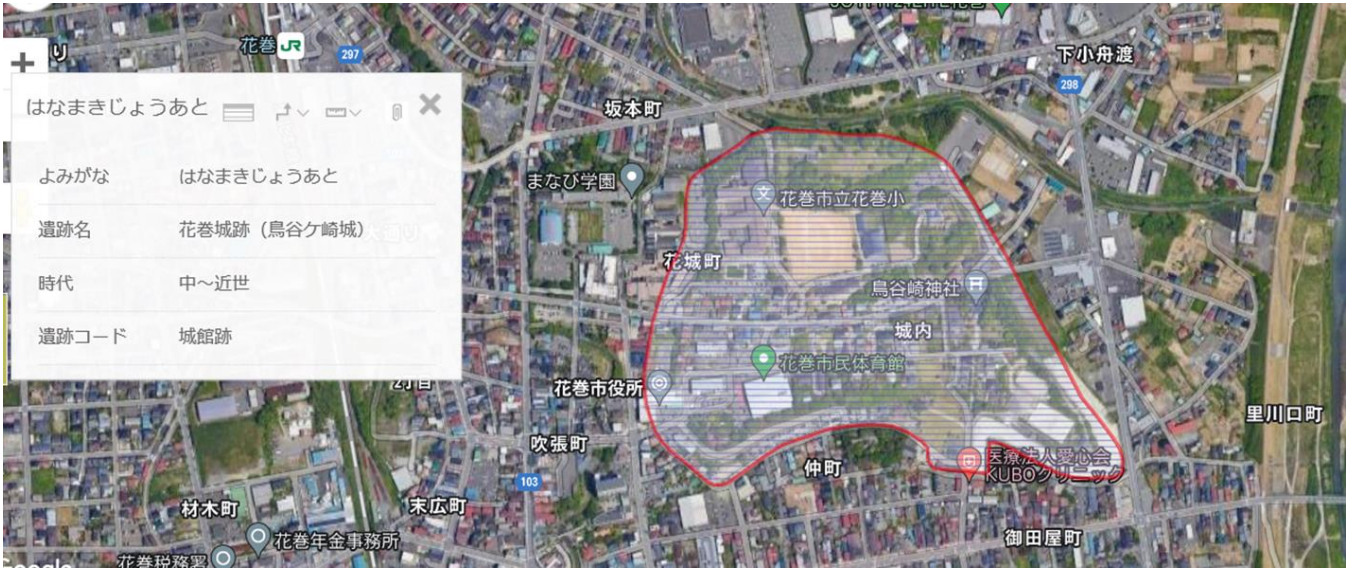 花巻 JR
297
り
+
下小舟渡
298
坂本町
はなまきじょうあと
よみがな はなまきじょうあと
遺跡名 花巻城跡（鳥谷ケ崎城）
時代 中～近世
遺跡コード 城館跡
まなび学園
文 花巻市立花巻小
花城町
鳥谷崎神社
城内
花巻市民体育館
花巻市役所
里川口町
吹張町
仲町
医療法人愛心会
KUBOクリニック
103
材木町
末広町
花巻年金事務所
御田屋町
花巻税務署